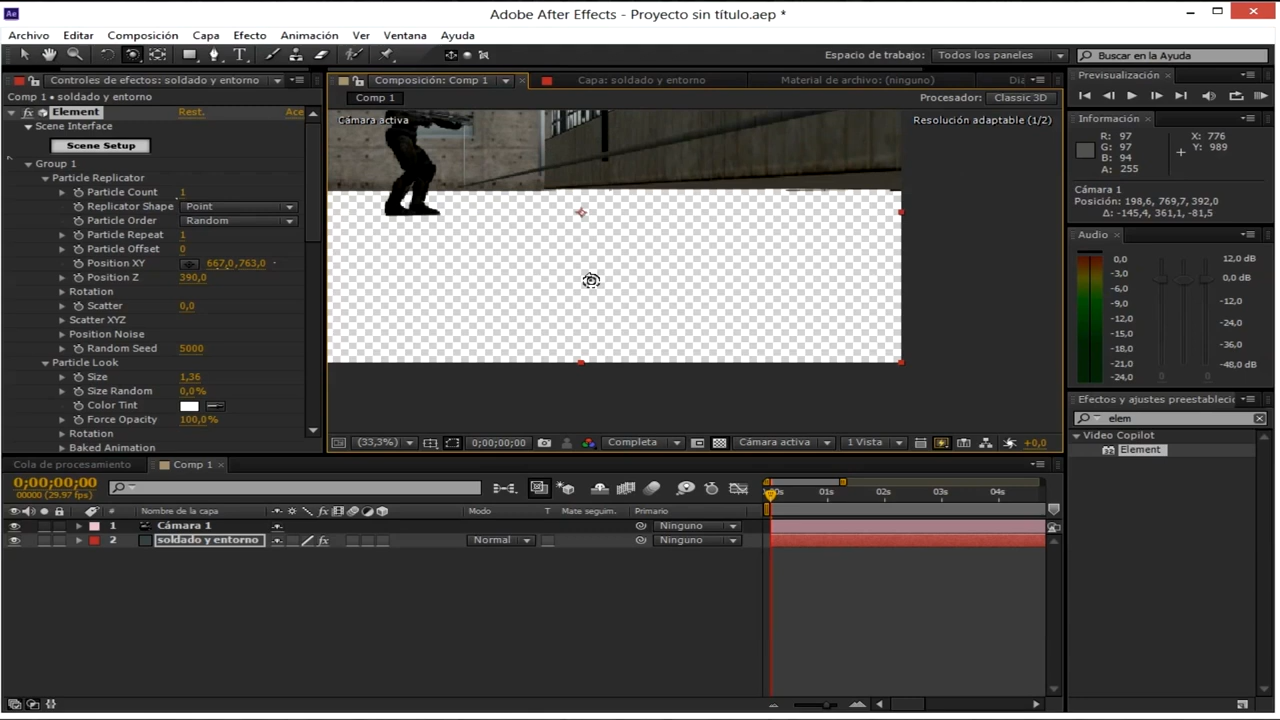 Ae
Adobe After Effects - Proyecto sin título.aep *
Archivo Editar Composición Capa Efecto Animación Ver Ventana Ayuda
Espacio de trabajo: Todos los paneles Buscar en la Ayuda
Controles de efectos: soldado y entorno
Comp 1 • soldado y entorno
fx Element Rest. Ace
Scene Interface
Scene Setup
Group 1
Particle Replicator
Particle Count 1
Replicator Shape Point
Particle Order Random
Particle Repeat 1
Particle Offset 0
Position XY 667,0,763,0
Position Z 390,0
Rotation
Scatter 0,0
Scatter XYZ
Position Noise
Random Seed 5000
Particle Look
Size 1,36
Size Random 0,0%
Color Tint
Force Opacity 100,0%
Rotation
Baked Animation
Composición: Comp 1 Capa: soldado y entorno Material de archivo: (ninguno)
Comp 1 Procesador: Classic 3D
Cámara activa Resolución adaptable (1/2)
(33,3%) 0;00;00;00 Completa Cámara activa 1 Vista +0,0
Previsualización
Información
R: 97 X: 776
G: 97 Y: 989
B: 94
A: 255
Cámara 1
Posición: 198,6, 769,7, 392,0
Δ: -145,4, 361,1, -81,5
Audio
0,0 12,0 dB
-3,0
-6,0 0,0 dB
-9,0
-12,0 -12,0
-15,0 -24,0
-18,0
-21,0 -36,0
-24,0 -48,0 dB
Efectos y ajustes preestableci
elem
Video Copilot
Element
Cola de procesamiento Comp 1
0;00;00;00
00000 (29.97 fps)
:00s 01s 02s 03s 04s
# Nombre de la capa Modo T Mate seguim. Primario
1 Cámara 1 Ninguno
2 soldado y entorno fx Normal Ninguno